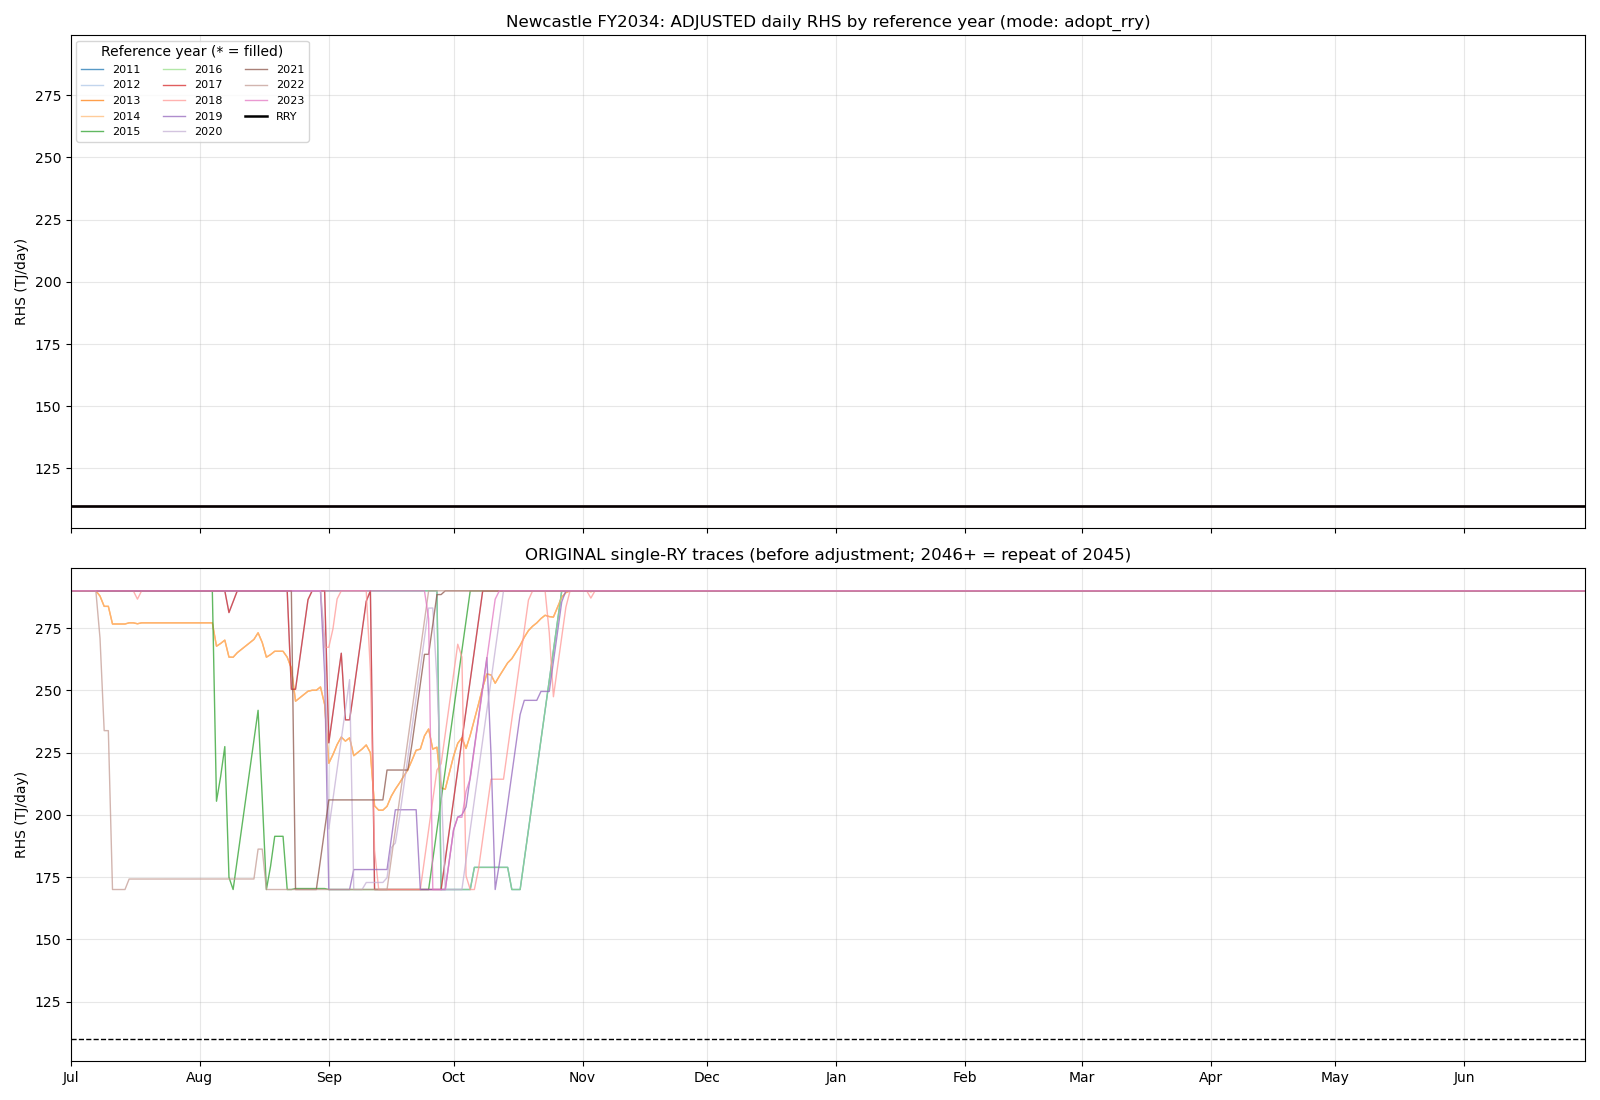 Newcastle FY2034: ADJUSTED daily RHS by reference year (mode: adopt_rry)
Reference year (* = filled)
2011 2016 2021
2012 2017 2022
2013 2018 2023
2014 2019 RRY
2015 2020
RHS (TJ/day)
275
250
225
200
175
150
125
ORIGINAL single-RY traces (before adjustment; 2046+ = repeat of 2045)
RHS (TJ/day)
275
250
225
200
175
150
125
Jul Aug Sep Oct Nov Dec Jan Feb Mar Apr May Jun